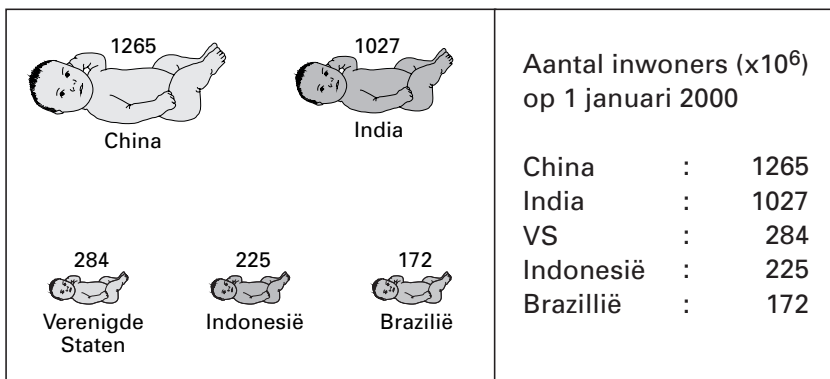 1265
China
1027
India
284
Verenigde
Staten
225
Indonesië
172
Brazilië
Aantal inwoners (x10⁶)
op 1 januari 2000
China : 1265
India : 1027
VS : 284
Indonesië : 225
Brazillië : 172